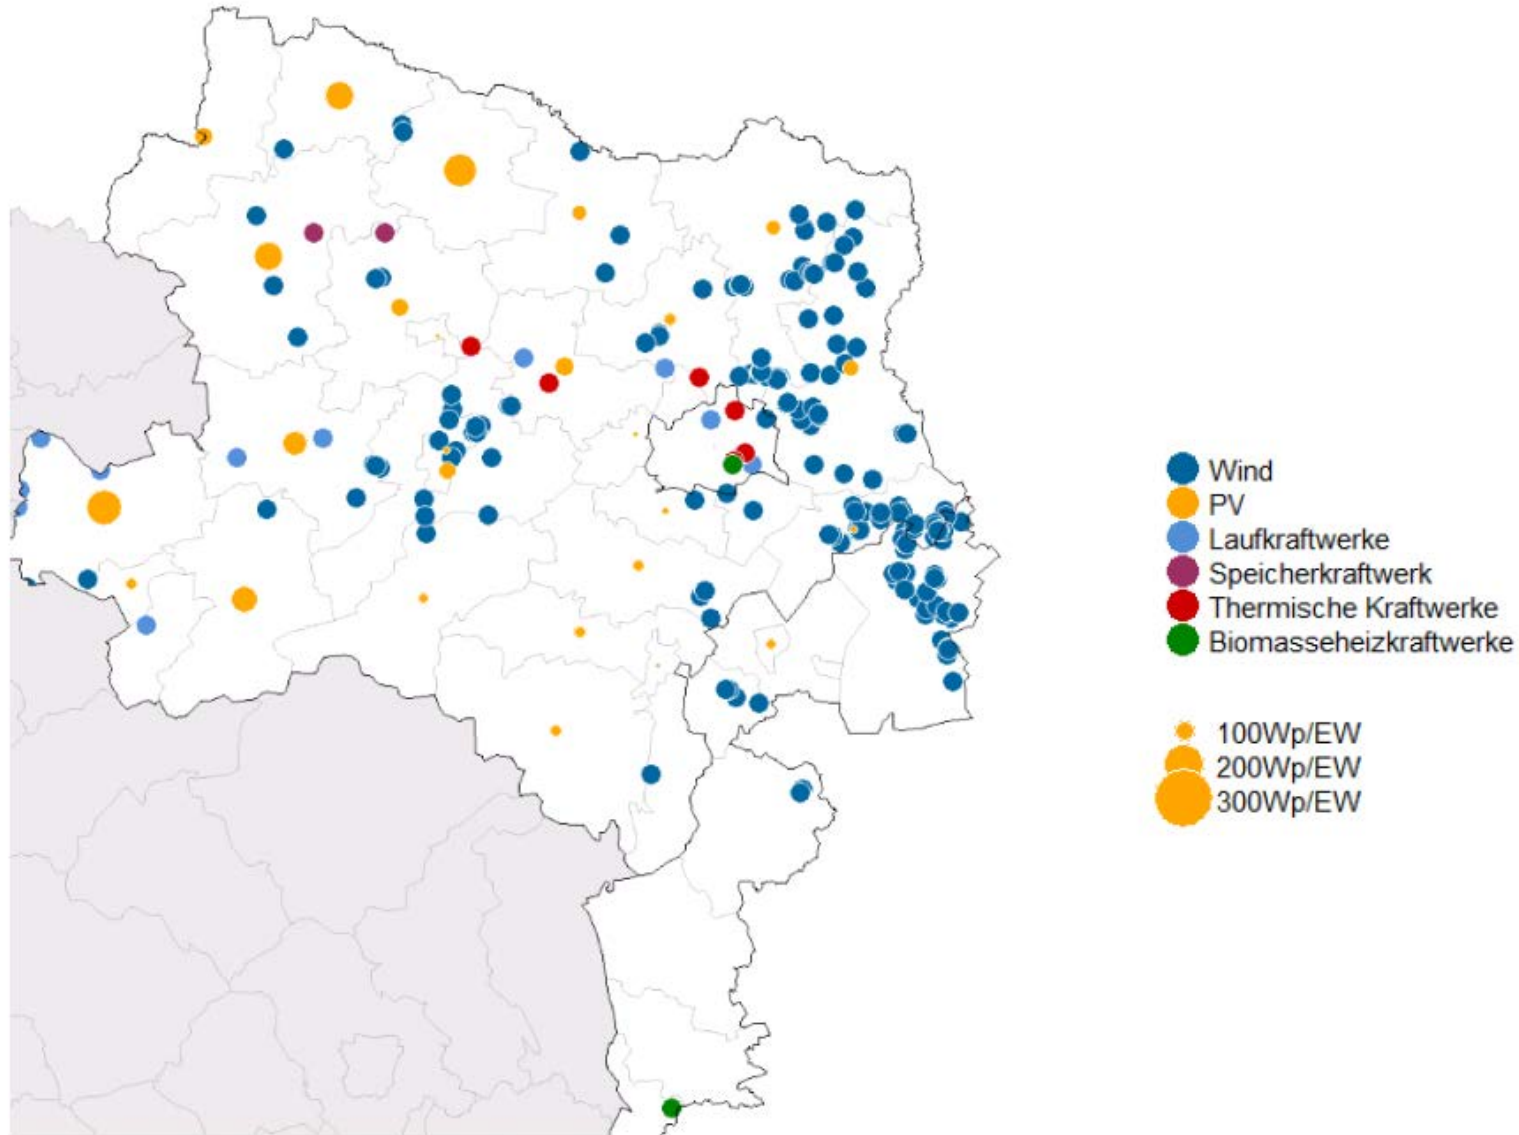 Wind
PV
Laufkraftwerke
Speicherkraftwerk
Thermische Kraftwerke
Biomasseheizkraftwerke
100Wp/EW
200Wp/EW
300Wp/EW